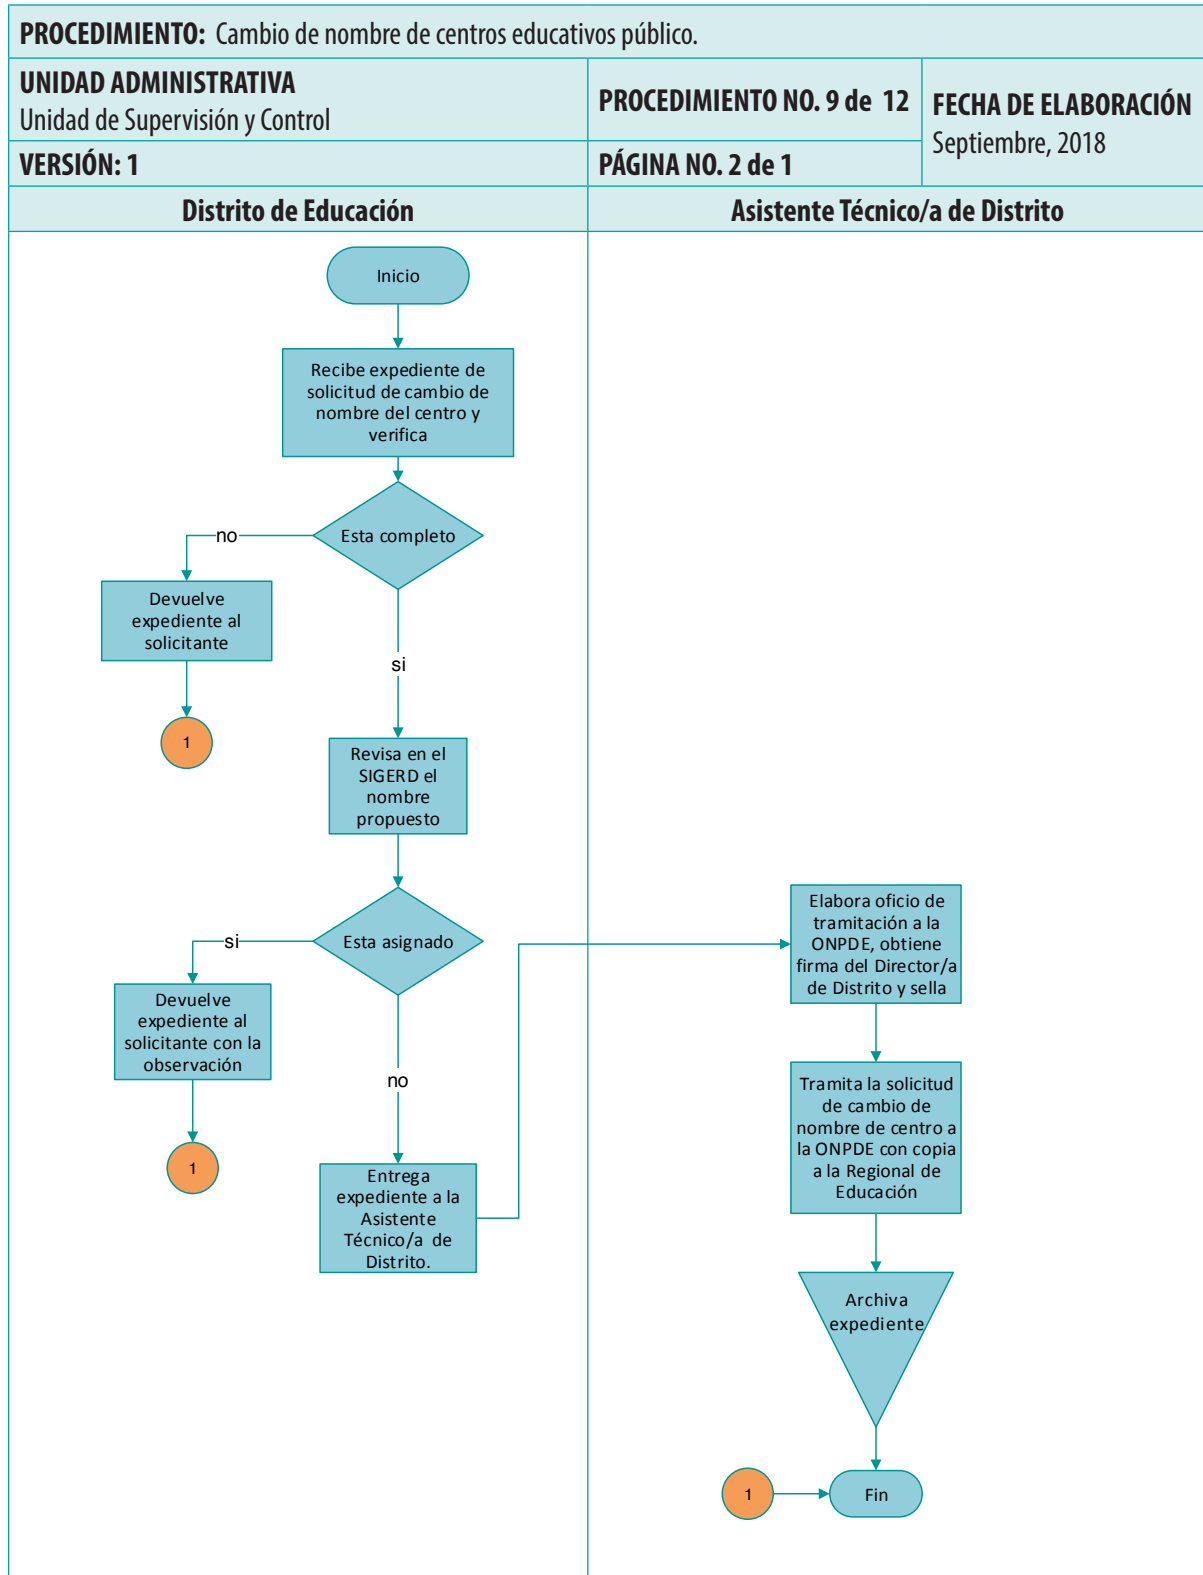 PROCEDIMIENTO: Cambio de nombre de centros educativos público.
UNIDAD ADMINISTRATIVA
Unidad de Supervisión y Control
PROCEDIMIENTO NO. 9 de 12
FECHA DE ELABORACIÓN
Septiembre, 2018
VERSIÓN: 1
PÁGINA NO. 2 de 1
Distrito de Educación
Asistente Técnico/a de Distrito
Inicio
Recibe expediente de
solicitud de cambio de
nombre del centro y
verifica
Esta completo
no
Devuelve
expediente al
solicitante
1
si
Revisa en el
SIGERD el
nombre
propuesto
Esta asignado
si
Devuelve
expediente al
solicitante con la
observación
1
no
Entrega
expediente a la
Asistente
Técnico/a de
Distrito.
Elabora oficio de
tramitación a la
ONPDE, obtiene
firma del Director/a
de Distrito y sella
Tramita la solicitud
de cambio de
nombre de centro a
la ONPDE con copia
a la Regional de
Educación
Archiva
expediente
1
Fin